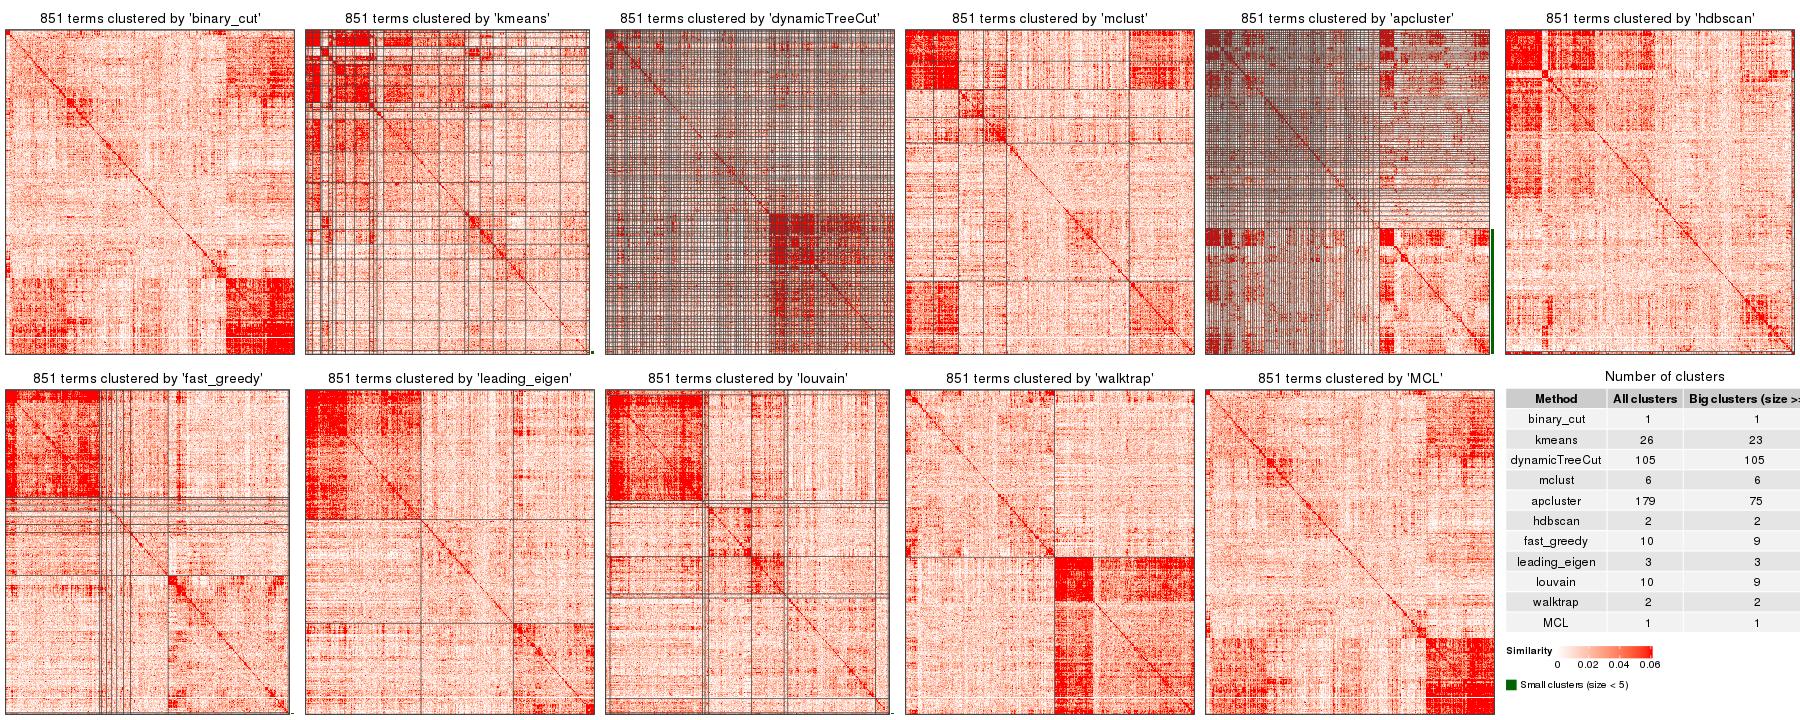 851 terms clustered by 'binary_cut'
851 terms clustered by 'kmeans'
851 terms clustered by 'dynamicTreeCut'
851 terms clustered by 'mclust'
851 terms clustered by 'apcluster'
851 terms clustered by 'hdbscan'
851 terms clustered by 'fast_greedy'
851 terms clustered by 'leading_eigen'
851 terms clustered by 'louvain'
851 terms clustered by 'walktrap'
851 terms clustered by 'MCL'
Number of clusters
Method All clusters Big clusters (size >=
binary_cut 1 1
kmeans 26 23
dynamicTreeCut 105 105
mclust 6 6
apcluster 179 75
hdbscan 2 2
fast_greedy 10 9
leading_eigen 3 3
louvain 10 9
walktrap 2 2
MCL 1 1
Similarity
0 0.02 0.04 0.06
Small clusters (size < 5)